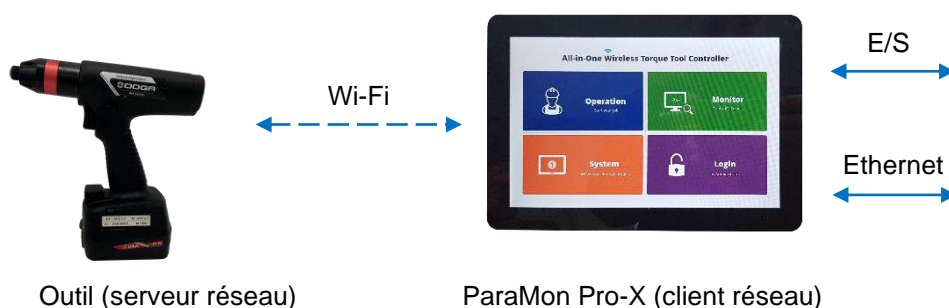 E/S
Wi-Fi
Ethernet
DOGA
All-in-One Wireless Torque Tool Controller
Operation
Monitor
System
Login
Outil (serveur réseau)
ParaMon Pro-X (client réseau)